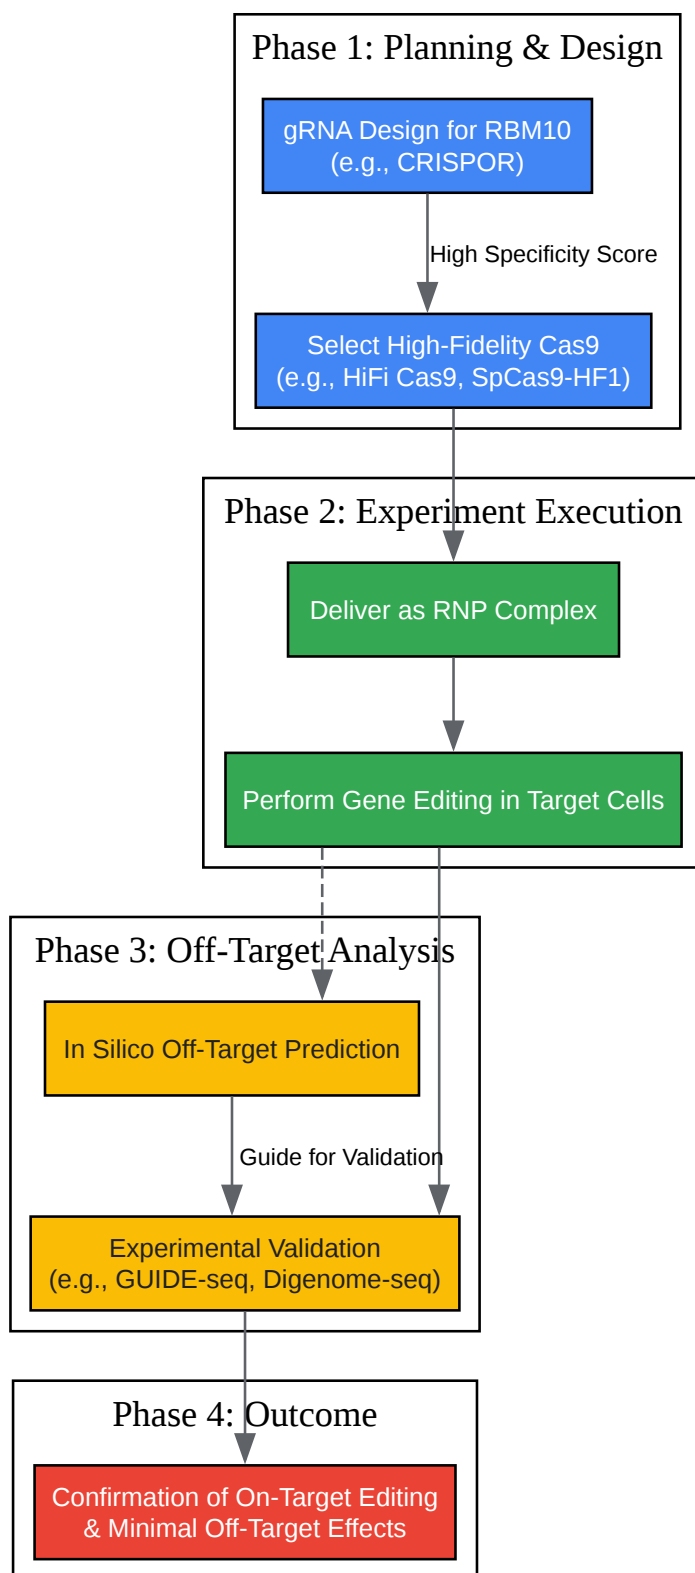 Phase 1: Planning & Design
gRNA Design for RBM10
(e.g., CRISPOR)
High Specificity Score
Select High-Fidelity Cas9
(e.g., HiFi Cas9, SpCas9-HF1)
Phase 2: Experiment Execution
Deliver as RNP Complex
Perform Gene Editing in Target Cells
Phase 3: Off-Target Analysis
In Silico Off-Target Prediction
Guide for Validation
Experimental Validation
(e.g., GUIDE-seq, Digenome-seq)
Phase 4: Outcome
Confirmation of On-Target Editing
& Minimal Off-Target Effects